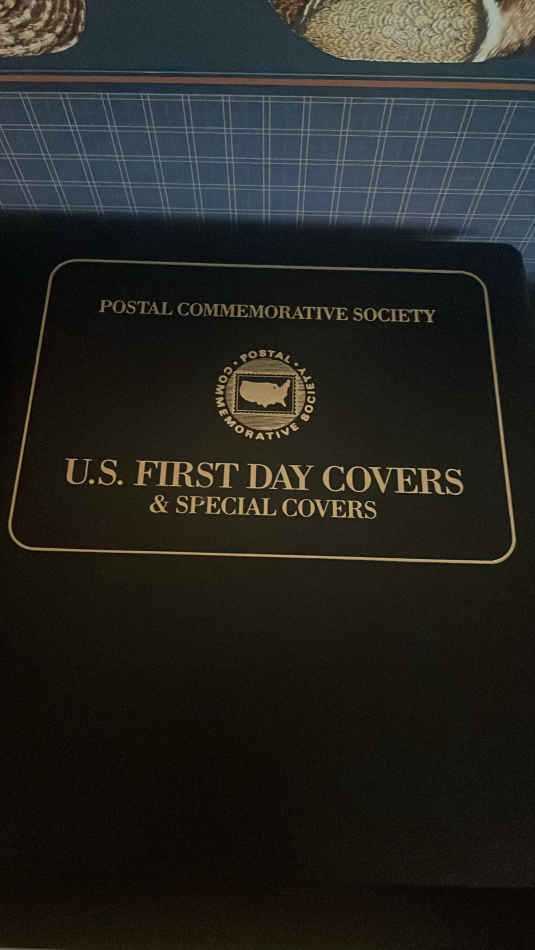 POSTAL COMMEMORATIVE SOCIETY
• POSTAL •
COMMEMORATIVE SOCIETY
U.S. FIRST DAY COVERS
& SPECIAL COVERS